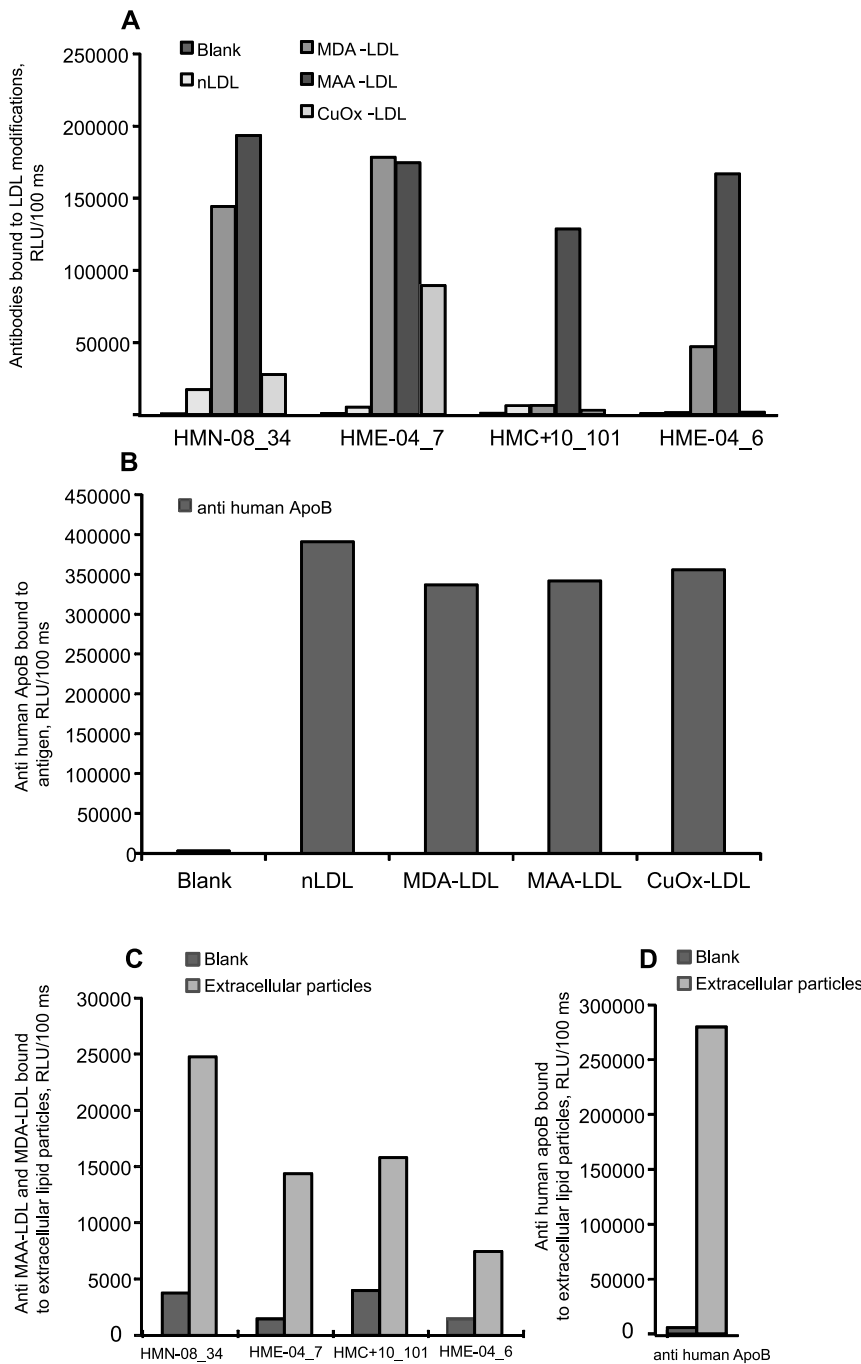 A
Blank
nLDL
MDA -LDL
MAA -LDL
CuOx -LDL
Antibodies bound to LDL modifications,
RLU/100 ms
250000
200000
150000
100000
50000
HMN-08_34
HME-04_7
HMC+10_101
HME-04_6
B
anti human ApoB
Anti human ApoB bound to
antigen, RLU/100 ms
450000
400000
350000
300000
250000
200000
150000
100000
50000
0
Blank
nLDL
MDA-LDL
MAA-LDL
CuOx-LDL
C
Blank
Extracellular particles
Anti MAA-LDL and MDA-LDL bound
to extracellular lipid particles, RLU/100 ms
30000
25000
20000
15000
10000
5000
0
HMN-08_34
HME-04_7
HMC+10_101
HME-04_6
D
Blank
Extracellular particles
Anti human apoB bound
to extracellular lipid particles, RLU/100 ms
300000
250000
200000
150000
100000
50000
0
anti human ApoB